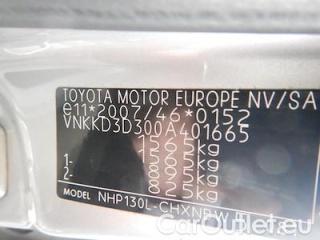 TOYOTA MOTOR EUROPE NV/SA
e11*2007/46*0152
VNKKD3D300A401665
1565kg
2465kg
1- 895kg
2- 825kg
MODEL NHP130L-CHXNBW
CarOutlet.eu